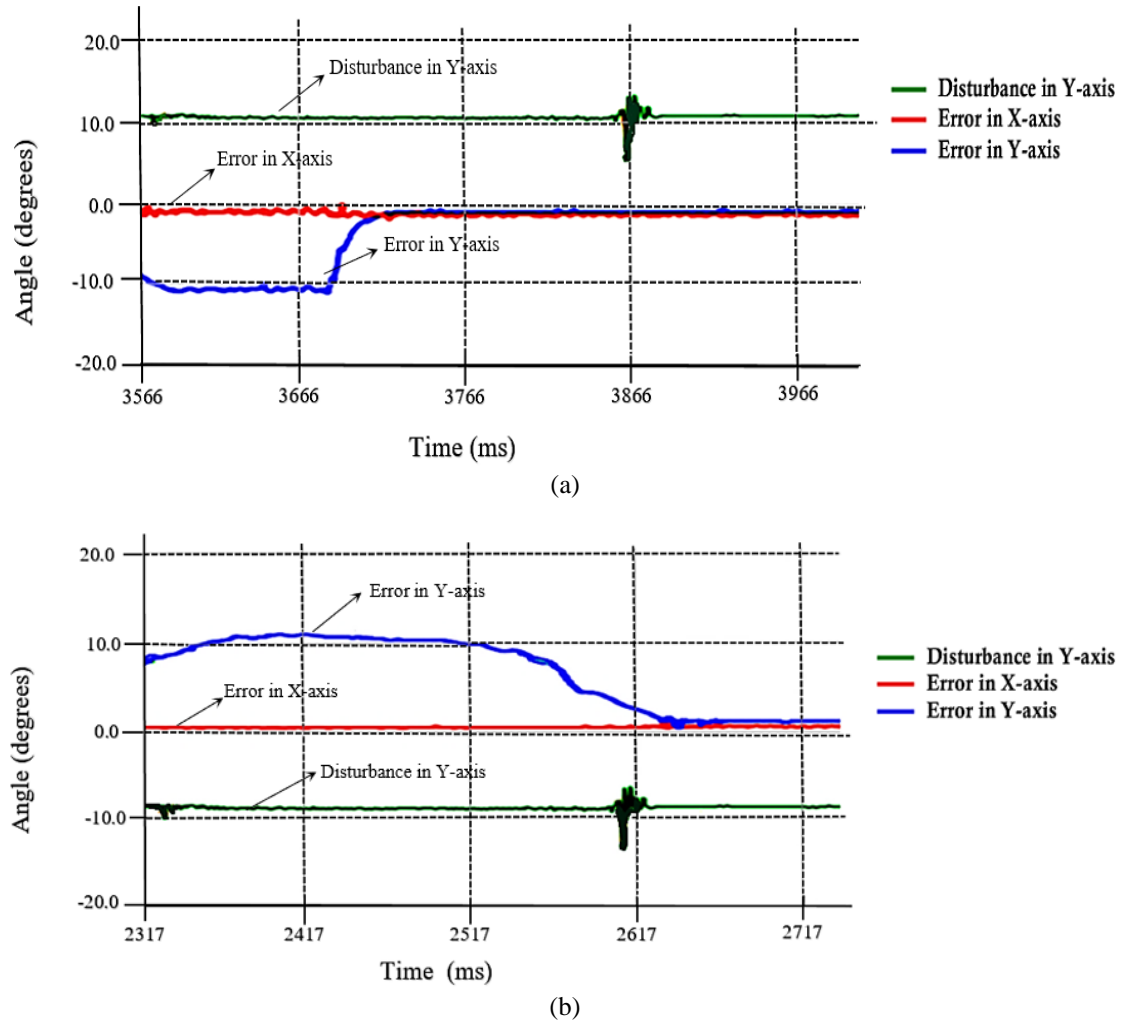 20.0
Disturbance in Y-axis
10.0
Error in X-axis
0.0
Error in Y-axis
-10.0
-20.0
Angle (degrees)
3566 3666 3766 3866 3966
Time (ms)
Disturbance in Y-axis
Error in X-axis
Error in Y-axis
(a)
20.0
Error in Y-axis
10.0
Error in X-axis
0.0
Disturbance in Y-axis
-10.0
-20.0
Angle (degrees)
2317 2417 2517 2617 2717
Time (ms)
Disturbance in Y-axis
Error in X-axis
Error in Y-axis
(b)